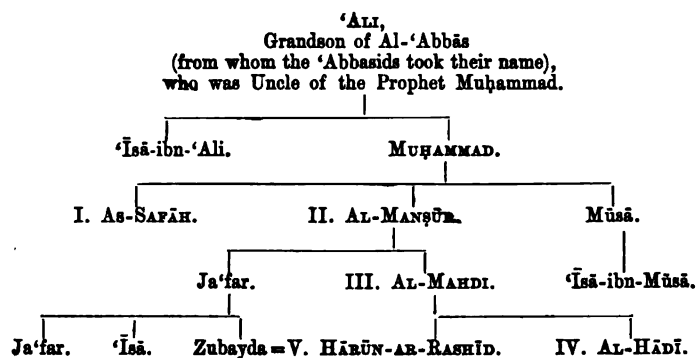 ‘ALI,
Grandson of Al-‘Abbās
(from whom the ‘Abbasids took their name),
who was Uncle of the Prophet Muḥammad.
‘Īsā-ibn-‘Ali. MUḤAMMAD.
I. AS-SAFĀH. II. AL-MANṢŪR. Mūsā.
Ja‘far. III. AL-MAHDI. ‘Īsā-ibn-Mūsā.
Ja‘far. ‘Īsā. Zubayda = V. HĀRŪN-AR-RASHĪD. IV. AL-HĀDĪ.